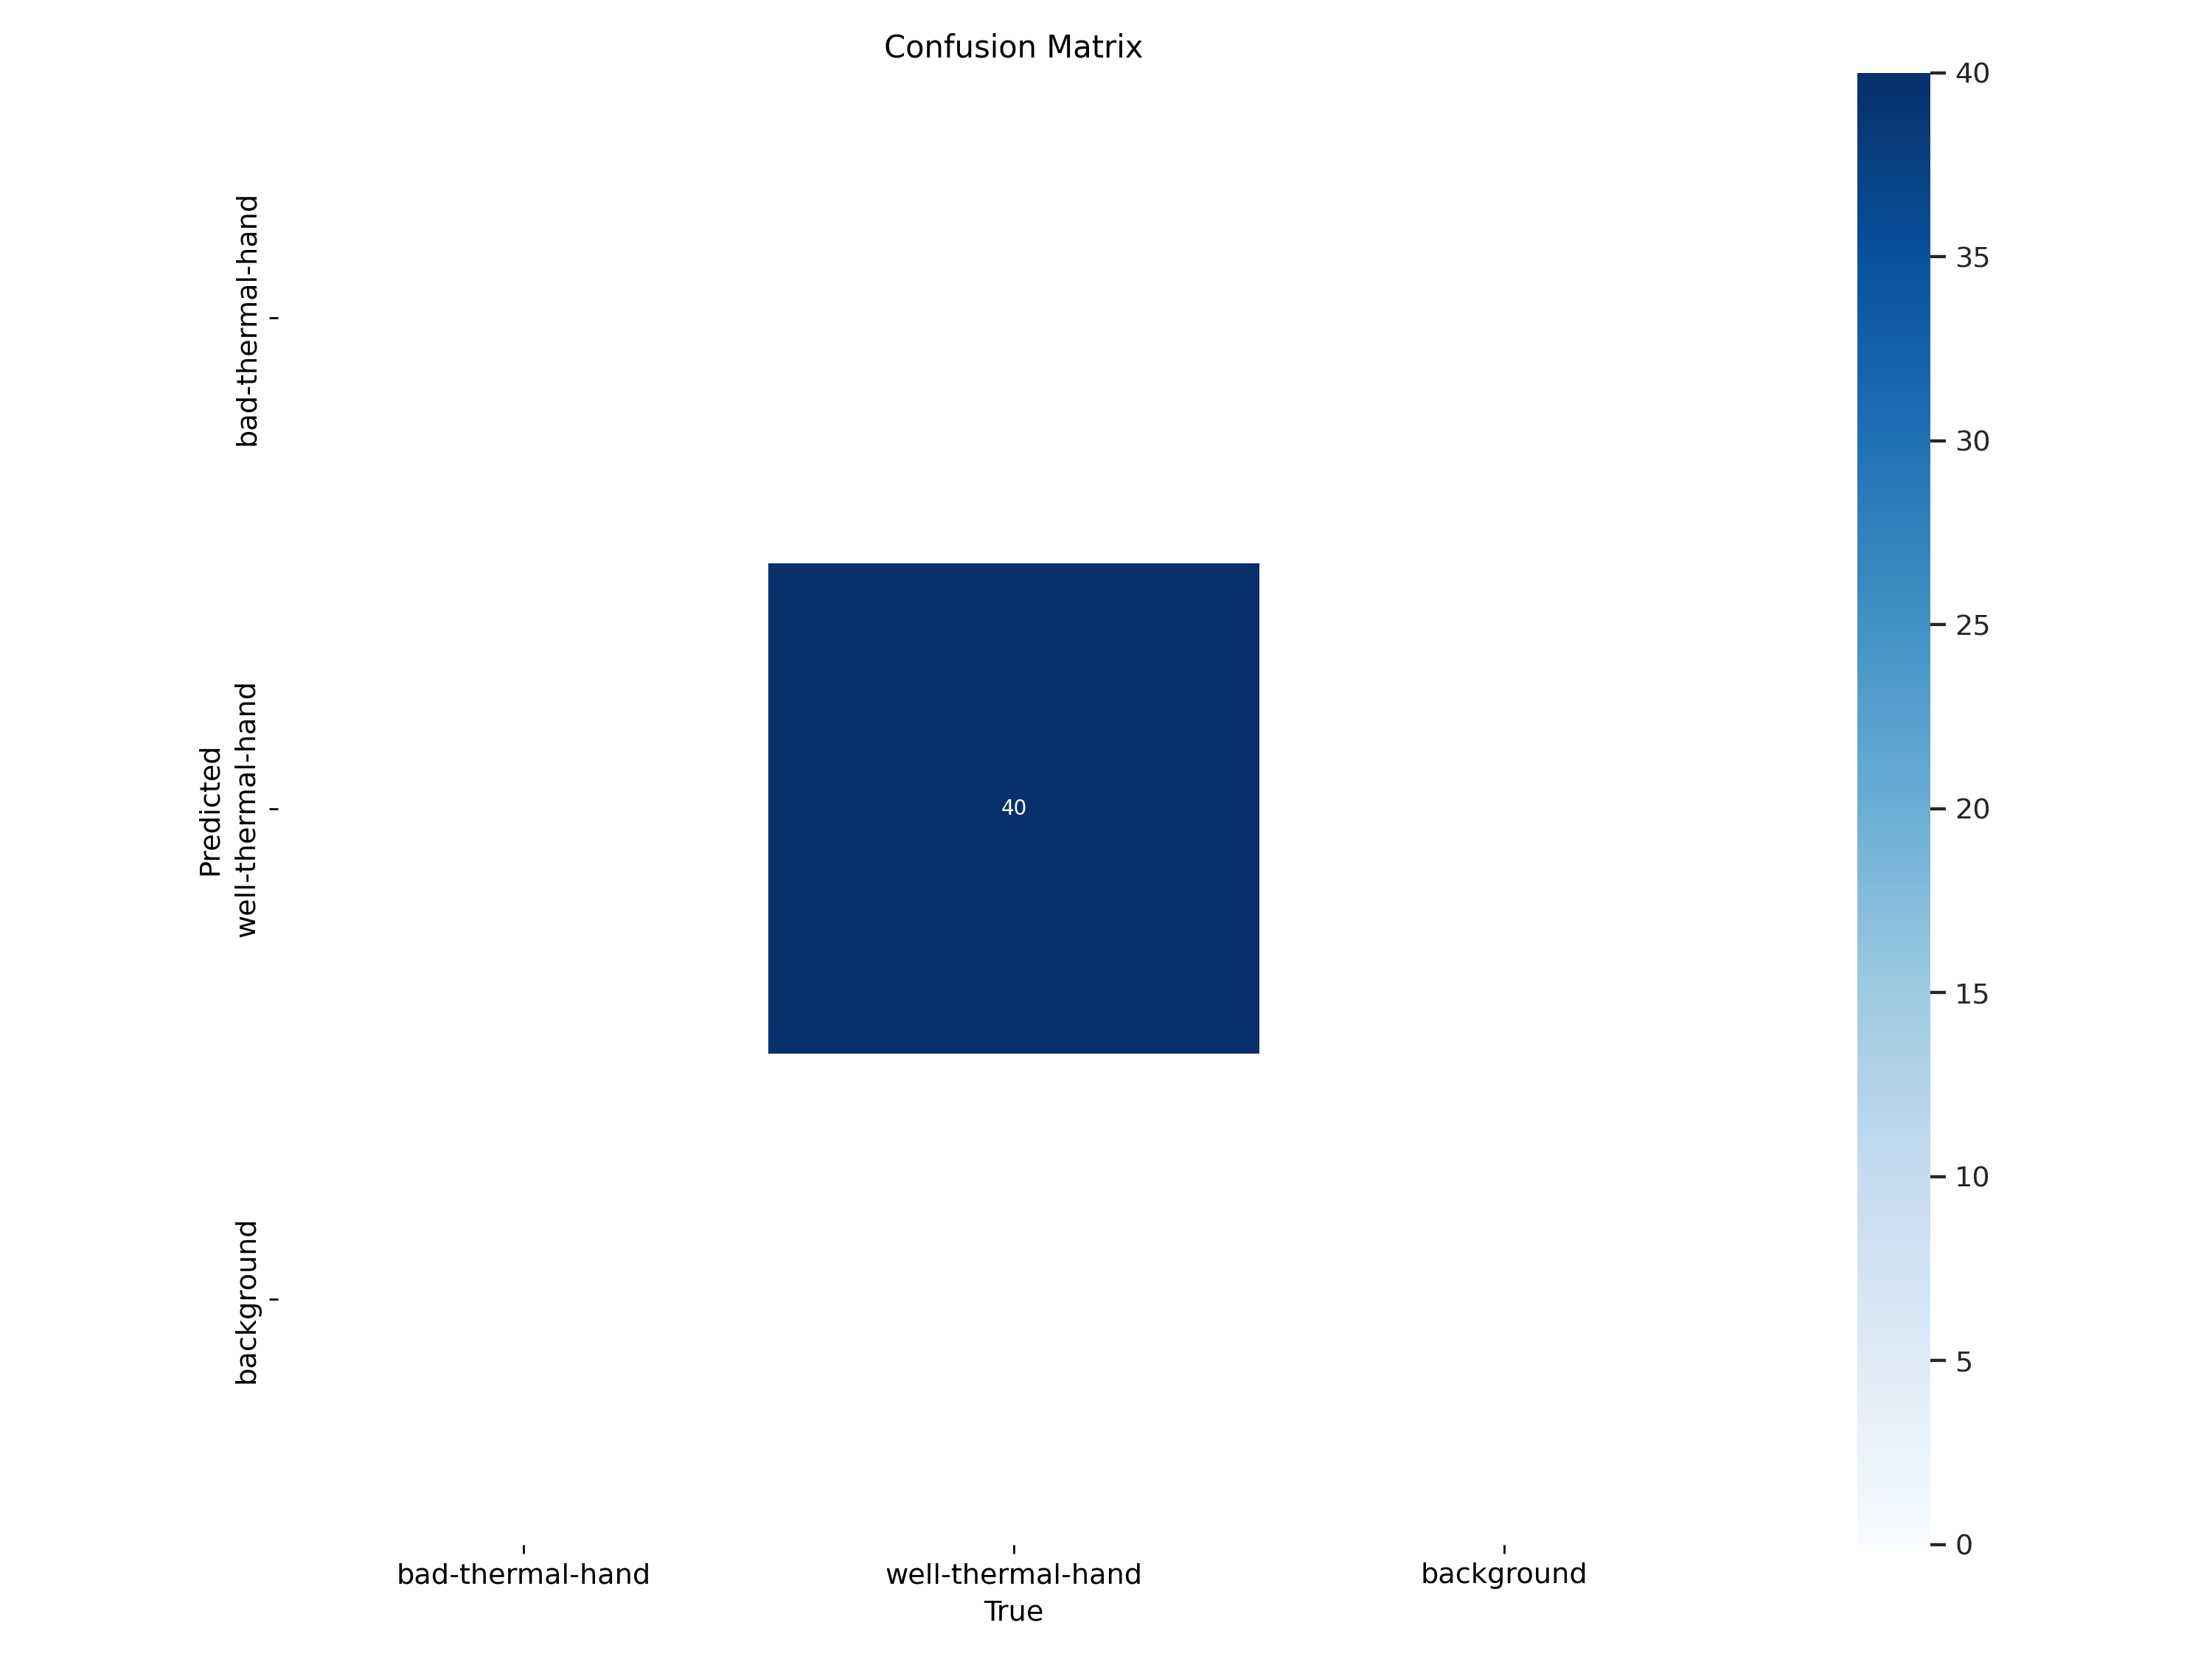 Confusion Matrix
bad-thermal-hand
well-thermal-hand
background
Predicted
40
bad-thermal-hand
well-thermal-hand
background
True
40
35
30
25
20
15
10
5
0